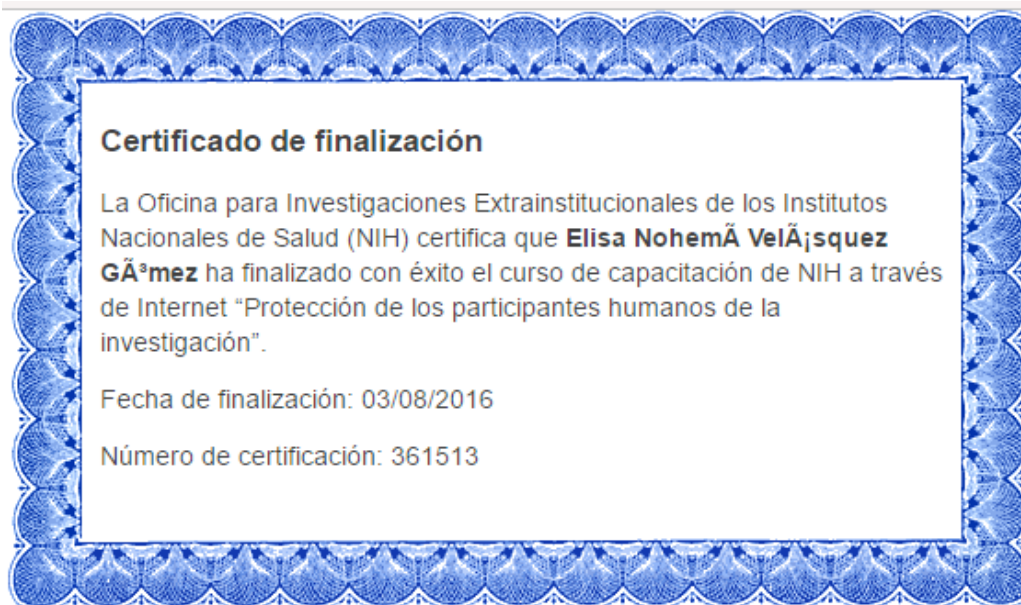 Certificado de finalización
La Oficina para Investigaciones Extrainstitucionales de los Institutos
Nacionales de Salud (NIH) certifica que Elisa NohemÃ VelÃ¡squez
GÃ³mez ha finalizado con éxito el curso de capacitación de NIH a través
de Internet “Protección de los participantes humanos de la
investigación”.
Fecha de finalización: 03/08/2016
Número de certificación: 361513